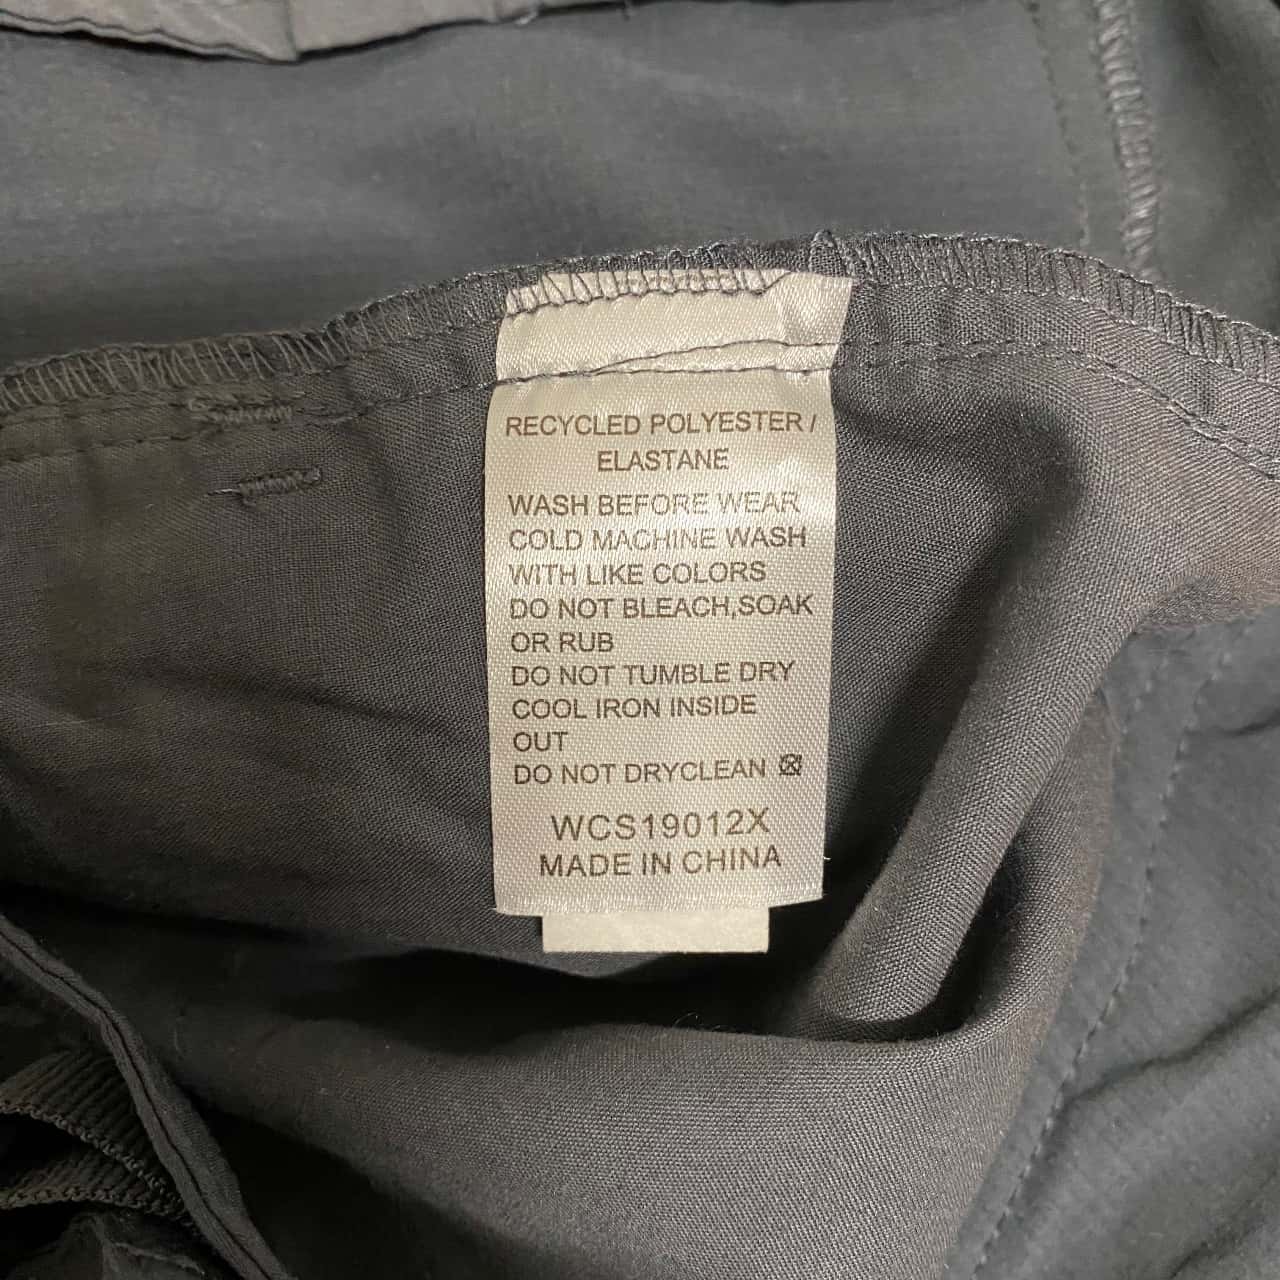 RECYCLED POLYESTER /
ELASTANE
WASH BEFORE WEAR
COLD MACHINE WASH
WITH LIKE COLORS
DO NOT BLEACH,SOAK
OR RUB
DO NOT TUMBLE DRY
COOL IRON INSIDE
OUT
DO NOT DRYCLEAN
WCS19012X
MADE IN CHINA